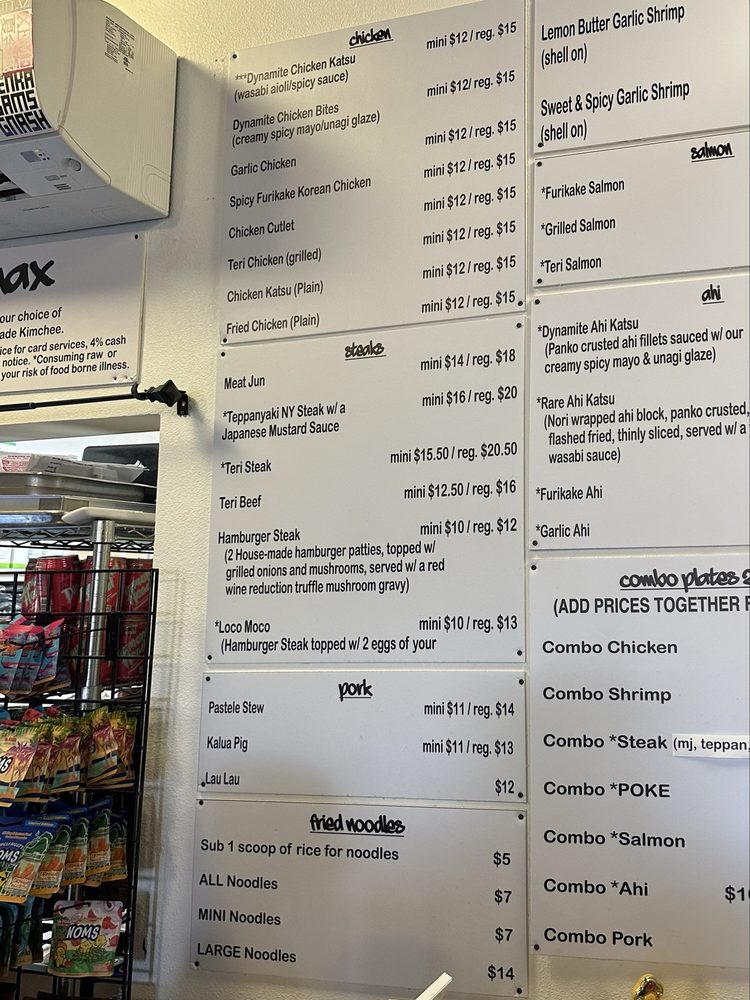 ENKA
GAMS
GNASH
ax
our choice of
ade Kimchee.
ice for card services, 4% cash
notice. *Consuming raw or
your risk of food borne illness.
chicken
***Dynamite Chicken Katsu mini $12 / reg. $15
(wasabi aioli/spicy sauce)
Dynamite Chicken Bites mini $12/ reg. $15
(creamy spicy mayo/unagi glaze)
Garlic Chicken mini $12 / reg. $15
Spicy Furikake Korean Chicken mini $12 / reg. $15
Chicken Cutlet mini $12 / reg. $15
Teri Chicken (grilled) mini $12 / reg. $15
Chicken Katsu (Plain) mini $12 / reg. $15
Fried Chicken (Plain) mini $12 / reg. $15
steaks
Meat Jun mini $14 / reg. $18
*Teppanyaki NY Steak w/ a mini $16 / reg. $20
Japanese Mustard Sauce
*Teri Steak mini $15.50 / reg. $20.50
Teri Beef mini $12.50 / reg. $16
Hamburger Steak mini $10 / reg. $12
(2 House-made hamburger patties, topped w/
grilled onions and mushrooms, served w/ a red
wine reduction truffle mushroom gravy)
*Loco Moco mini $10 / reg. $13
(Hamburger Steak topped w/ 2 eggs of your
pork
Pastele Stew mini $11 / reg. $14
Kalua Pig mini $11 / reg. $13
Lau Lau $12
fried noodles
Sub 1 scoop of rice for noodles $5
ALL Noodles $7
MINI Noodles $7
LARGE Noodles $14
Lemon Butter Garlic Shrimp
(shell on)
Sweet & Spicy Garlic Shrimp
(shell on)
salmon
*Furikake Salmon
*Grilled Salmon
*Teri Salmon
ahi
*Dynamite Ahi Katsu
(Panko crusted ahi fillets sauced w/ our
creamy spicy mayo & unagi glaze)
*Rare Ahi Katsu
(Nori wrapped ahi block, panko crusted,
flashed fried, thinly sliced, served w/ a
wasabi sauce)
*Furikake Ahi
*Garlic Ahi
combo plates
(ADD PRICES TOGETHER
Combo Chicken
Combo Shrimp
Combo *Steak (mj, teppan,
Combo *POKE
Combo *Salmon
Combo *Ahi $1
Combo Pork
NOMS